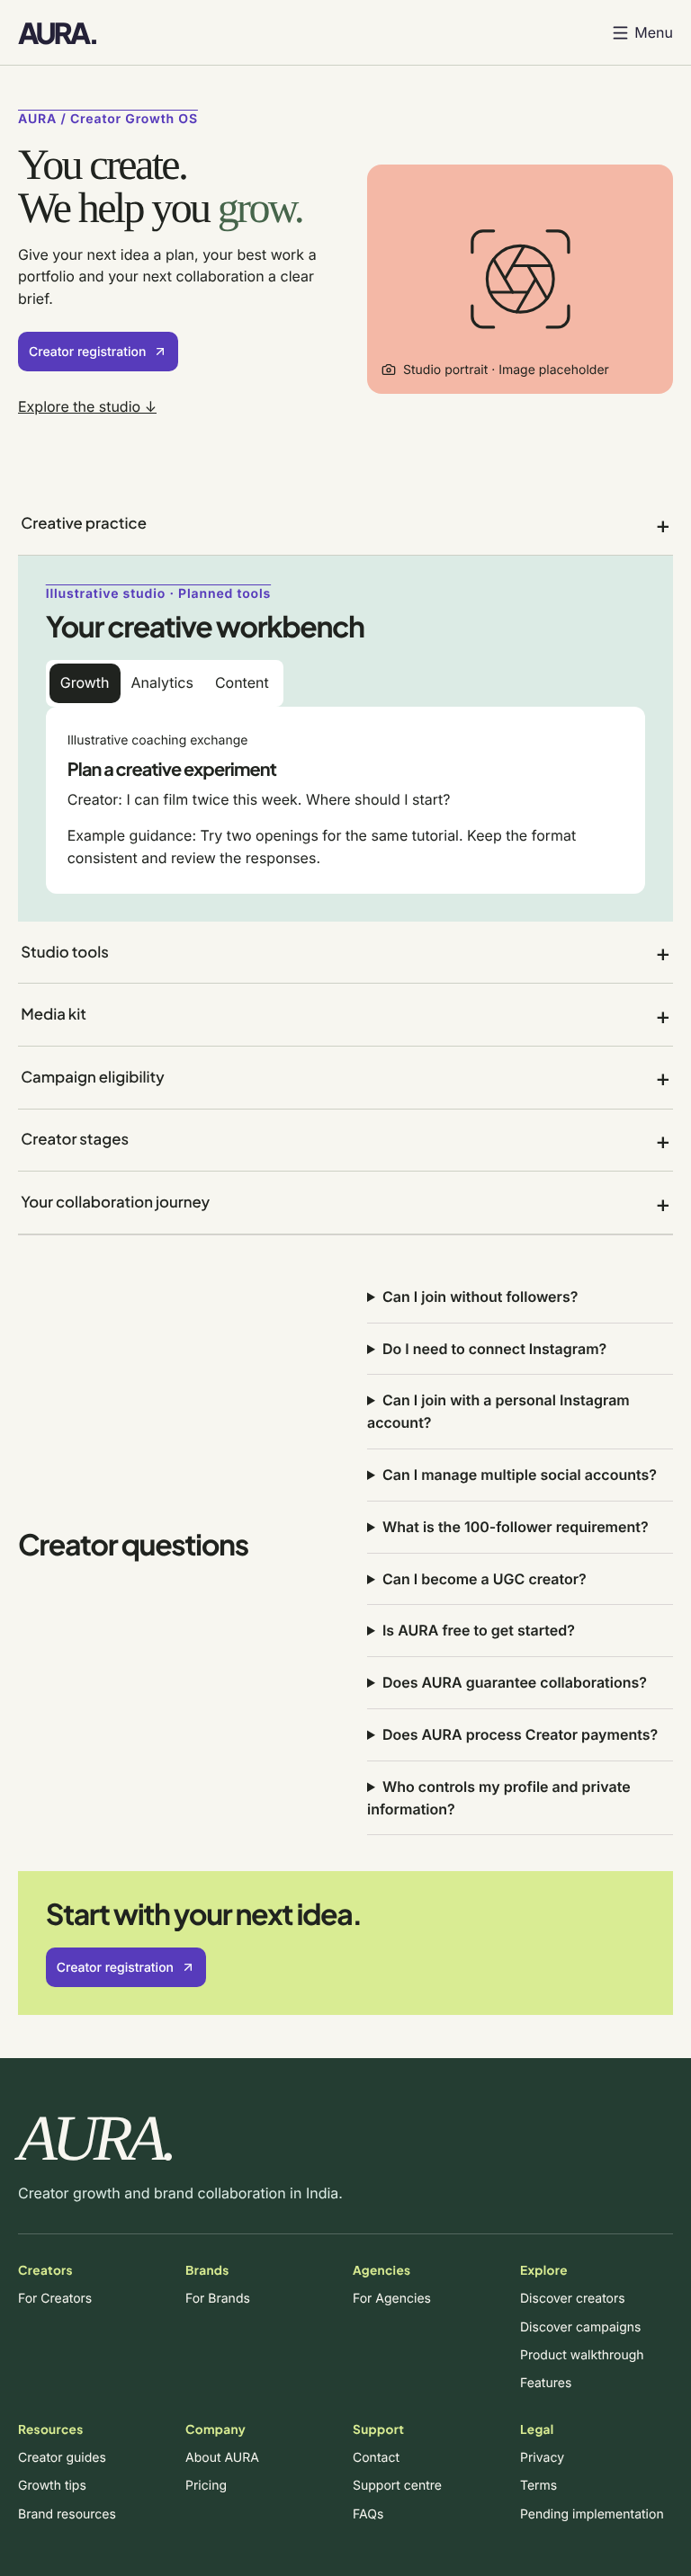 AURA.
Menu
AURA / Creator Growth OS
You create.
We help you grow.
Give your next idea a plan, your best work a
portfolio and your next collaboration a clear
brief.
Creator registration ↗
Explore the studio ↓
Studio portrait · Image placeholder
Creative practice +
Illustrative studio · Planned tools
Your creative workbench
Growth Analytics Content
Illustrative coaching exchange
Plan a creative experiment
Creator: I can film twice this week. Where should I start?
Example guidance: Try two openings for the same tutorial. Keep the format
consistent and review the responses.
Studio tools +
Media kit +
Campaign eligibility +
Creator stages +
Your collaboration journey +
Creator questions
Can I join without followers?
Do I need to connect Instagram?
Can I join with a personal Instagram
account?
Can I manage multiple social accounts?
What is the 100-follower requirement?
Can I become a UGC creator?
Is AURA free to get started?
Does AURA guarantee collaborations?
Does AURA process Creator payments?
Who controls my profile and private
information?
Start with your next idea.
Creator registration ↗
AURA.
Creator growth and brand collaboration in India.
Creators
For Creators
Brands
For Brands
Agencies
For Agencies
Explore
Discover creators
Discover campaigns
Product walkthrough
Features
Resources
Creator guides
Growth tips
Brand resources
Company
About AURA
Pricing
Support
Contact
Support centre
FAQs
Legal
Privacy
Terms
Pending implementation